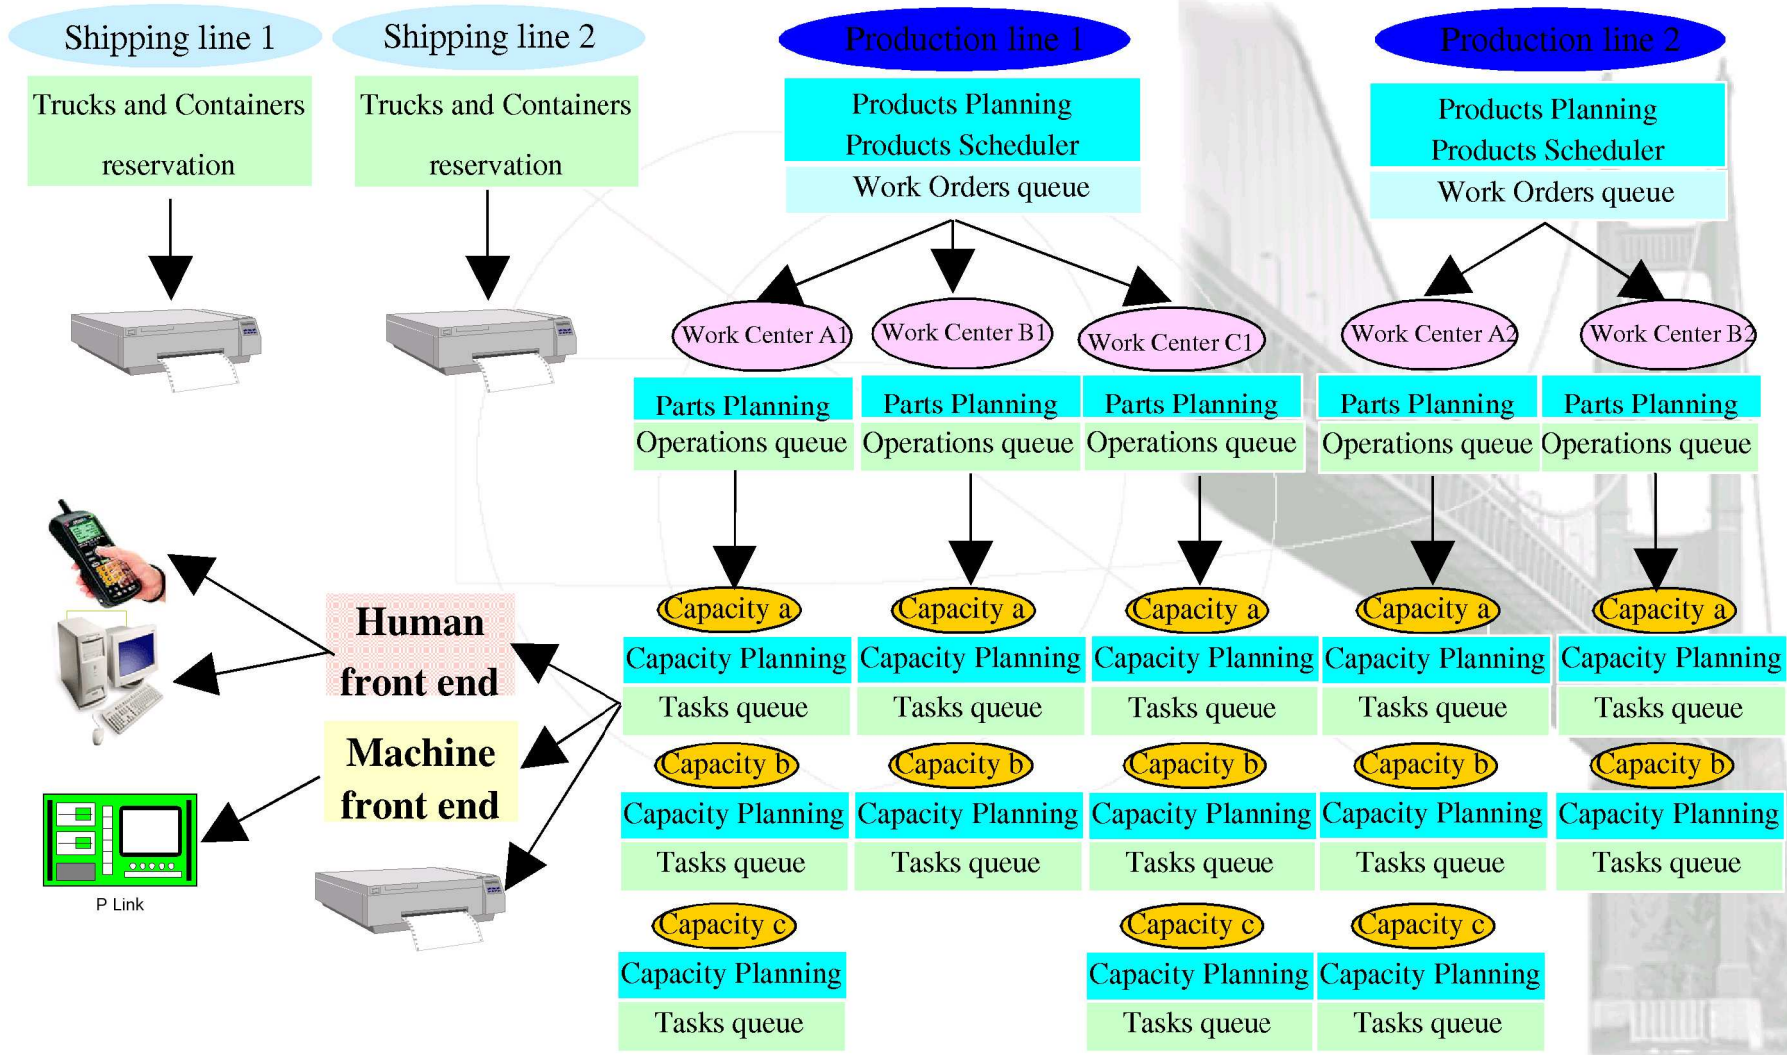 Shipping line 1
Shipping line 2
Production line 1
Production line 2
Trucks and Containers
reservation
Trucks and Containers
reservation
Products Planning
Products Scheduler
Work Orders queue
Products Planning
Products Scheduler
Work Orders queue
Work Center A1
Work Center B1
Work Center C1
Work Center A2
Work Center B2
Parts Planning
Operations queue
Parts Planning
Operations queue
Parts Planning
Operations queue
Parts Planning
Operations queue
Parts Planning
Operations queue
Human
front end
Machine
front end
P Link
Capacity a
Capacity Planning
Tasks queue
Capacity a
Capacity Planning
Tasks queue
Capacity a
Capacity Planning
Tasks queue
Capacity a
Capacity Planning
Tasks queue
Capacity a
Capacity Planning
Tasks queue
Capacity b
Capacity Planning
Tasks queue
Capacity b
Capacity Planning
Tasks queue
Capacity b
Capacity Planning
Tasks queue
Capacity b
Capacity Planning
Tasks queue
Capacity b
Capacity Planning
Tasks queue
Capacity c
Capacity Planning
Tasks queue
Capacity c
Capacity Planning
Tasks queue
Capacity c
Capacity Planning
Tasks queue